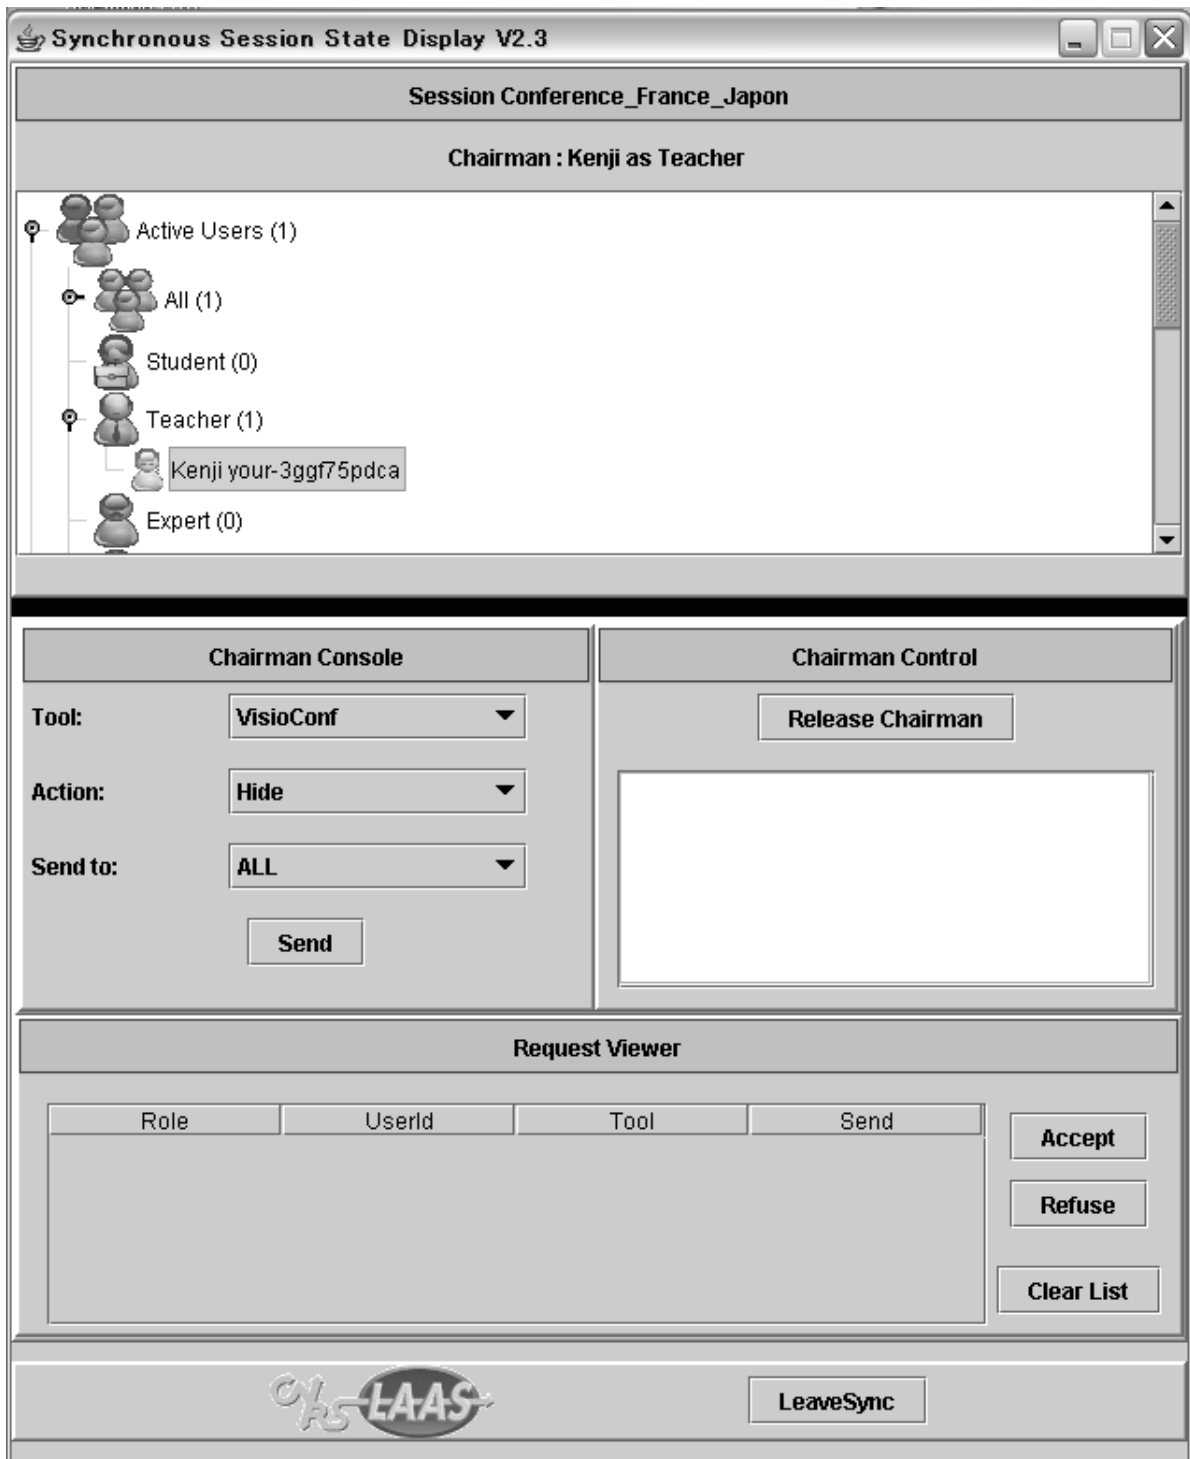 Synchronous Session State Display V2.3
Session Conference_France_Japon
Chairman : Kenji as Teacher
Active Users (1)
All (1)
Student (0)
Teacher (1)
Kenji your-3ggf75pdca
Expert (0)
Chairman Console
Tool:
VisioConf
Action:
Hide
Send to:
ALL
Send
Chairman Control
Release Chairman
Request Viewer
Role UserId Tool Send
Accept
Refuse
Clear List
CNRS LAAS
LeaveSync